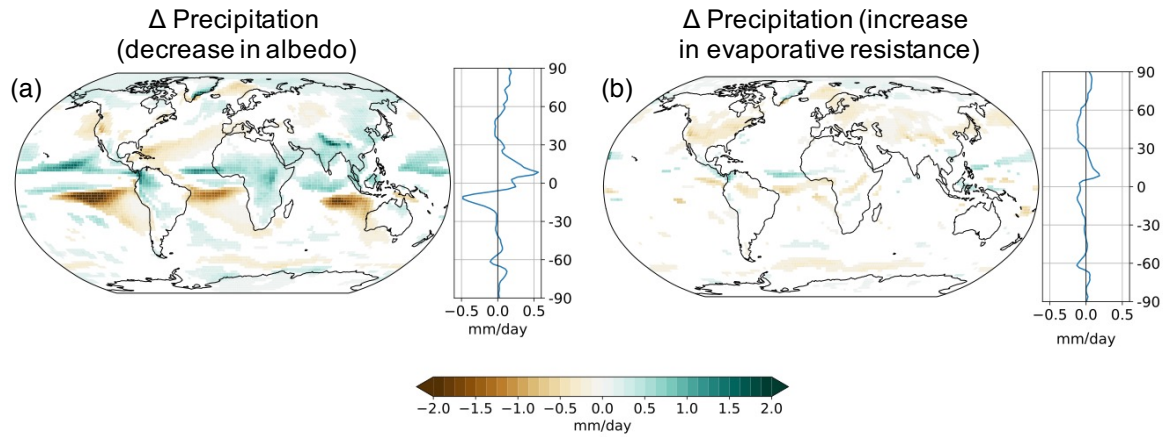 Δ Precipitation
(decrease in albedo)
Δ Precipitation (increase
in evaporative resistance)
(a)
90
60
30
0
-30
-60
-90
−0.5 0.0 0.5
mm/day
(b)
90
60
30
0
-30
-60
-90
−0.5 0.0 0.5
mm/day
−2.0 −1.5 −1.0 −0.5 0.0 0.5 1.0 1.5 2.0
mm/day